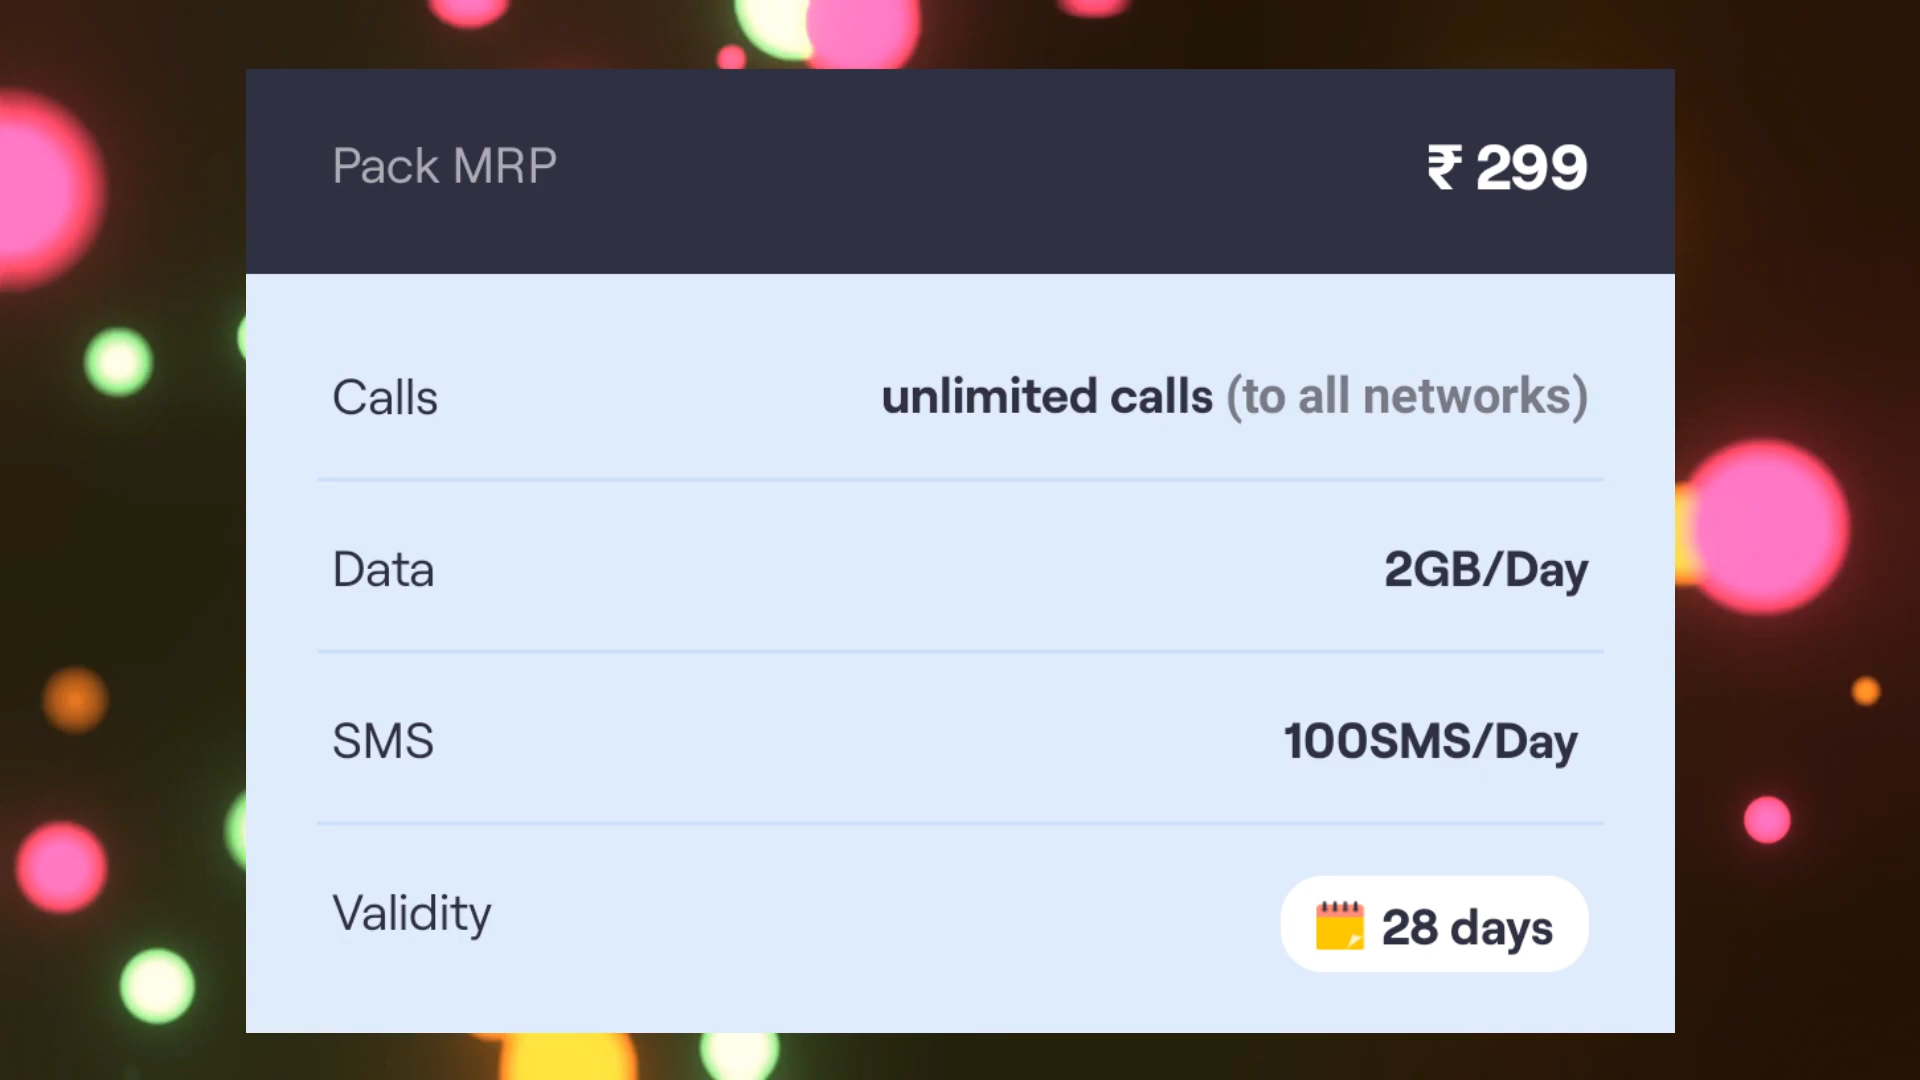 Pack MRP ₹ 299
Calls unlimited calls (to all networks)
Data 2GB/Day
SMS 100SMS/Day
Validity 28 days